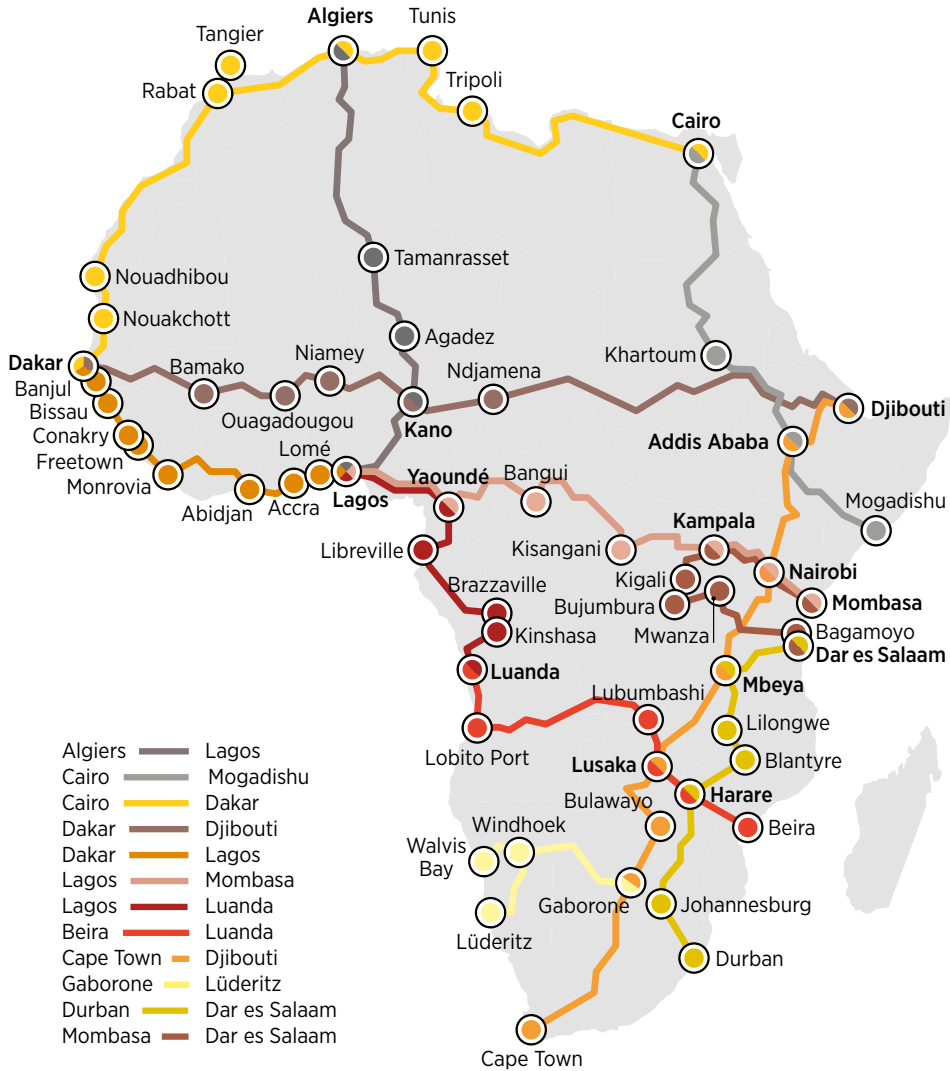 Algiers
Tunis
Tangier
Rabat
Tripoli
Cairo
Tamanrasset
Nouadhibou
Nouakchott
Agadez
Khartoum
Dakar
Banjul
Bissau
Conakry
Freetown
Monrovia
Bamako
Niamey
Ouagadougou
Ndjamena
Kano
Djibouti
Addis Ababa
Mogadishu
Lomé
Lagos
Abidjan
Accra
Yaoundé
Bangui
Kampala
Kisangani
Libreville
Nairobi
Kigali
Bujumbura
Mombasa
Brazzaville
Kinshasa
Mwanza
Bagamoyo
Dar es Salaam
Luanda
Mbeya
Lubumbashi
Lilongwe
Lobito Port
Blantyre
Lusaka
Harare
Bulawayo
Beira
Windhoek
Walvis
Bay
Gaborone
Johannesburg
Lüderitz
Durban
Cape Town
Algiers Lagos
Cairo Mogadishu
Cairo Dakar
Dakar Djibouti
Dakar Lagos
Lagos Mombasa
Lagos Luanda
Beira Luanda
Cape Town Djibouti
Gaborone Lüderitz
Durban Dar es Salaam
Mombasa Dar es Salaam